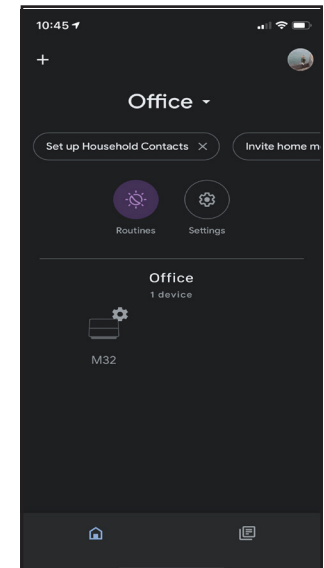 10:45
Office
Set up Household Contacts
Invite home m
Routines
Settings
Office
1 device
M32